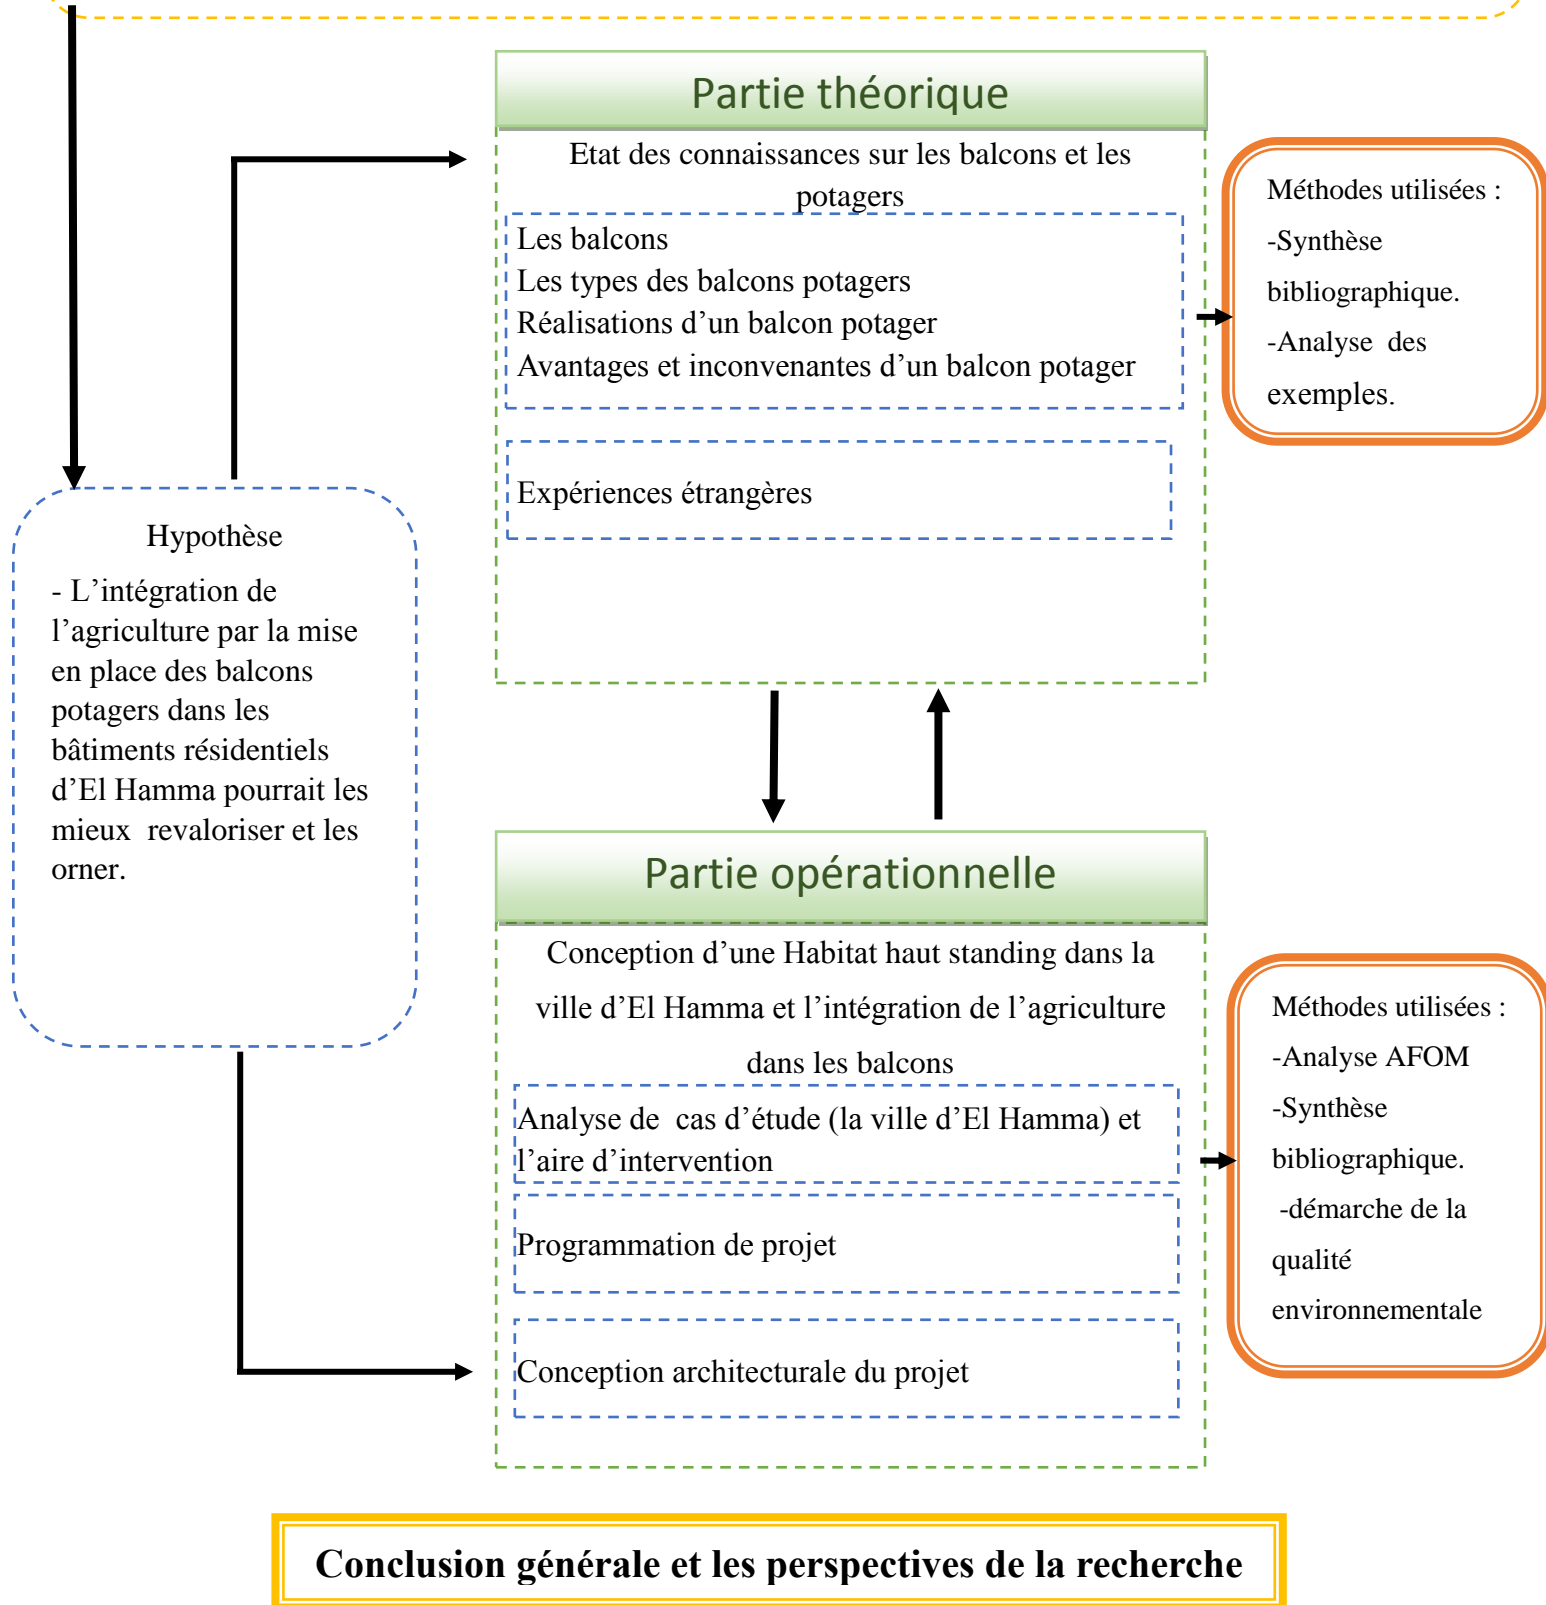 Partie théorique
Etat des connaissances sur les balcons et les
potagers
Les balcons
Les types des balcons potagers
Réalisations d’un balcon potager
Avantages et inconvenantes d’un balcon potager
Expériences étrangères
Méthodes utilisées :
-Synthèse
bibliographique.
-Analyse des
exemples.
Hypothèse
- L’intégration de
l’agriculture par la mise
en place des balcons
potagers dans les
bâtiments résidentiels
d’El Hamma pourrait les
mieux revaloriser et les
orner.
Partie opérationnelle
Conception d’une Habitat haut standing dans la
ville d’El Hamma et l’intégration de l’agriculture
dans les balcons
Analyse de cas d’étude (la ville d’El Hamma) et
l’aire d’intervention
Programmation de projet
Conception architecturale du projet
Méthodes utilisées :
-Analyse AFOM
-Synthèse
bibliographique.
-démarche de la
qualité
environnementale
Conclusion générale et les perspectives de la recherche